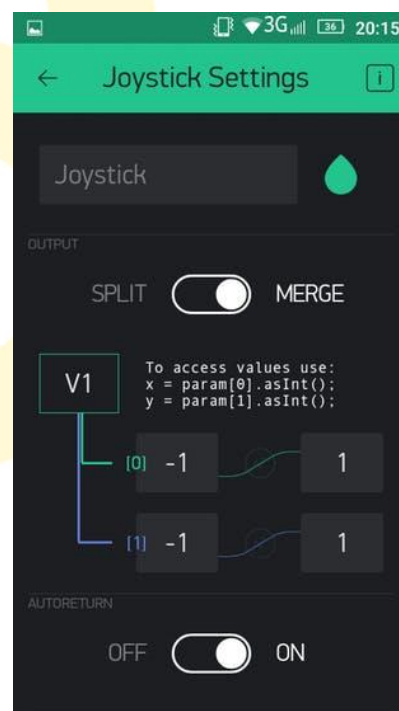 3G 36 20:15
Joystick Settings i
Joystick
OUTPUT
SPLIT MERGE
V1
To access values use:
x = param[0].asInt();
y = param[1].asInt();
[0] -1 1
[1] -1 1
AUTORETURN
OFF ON